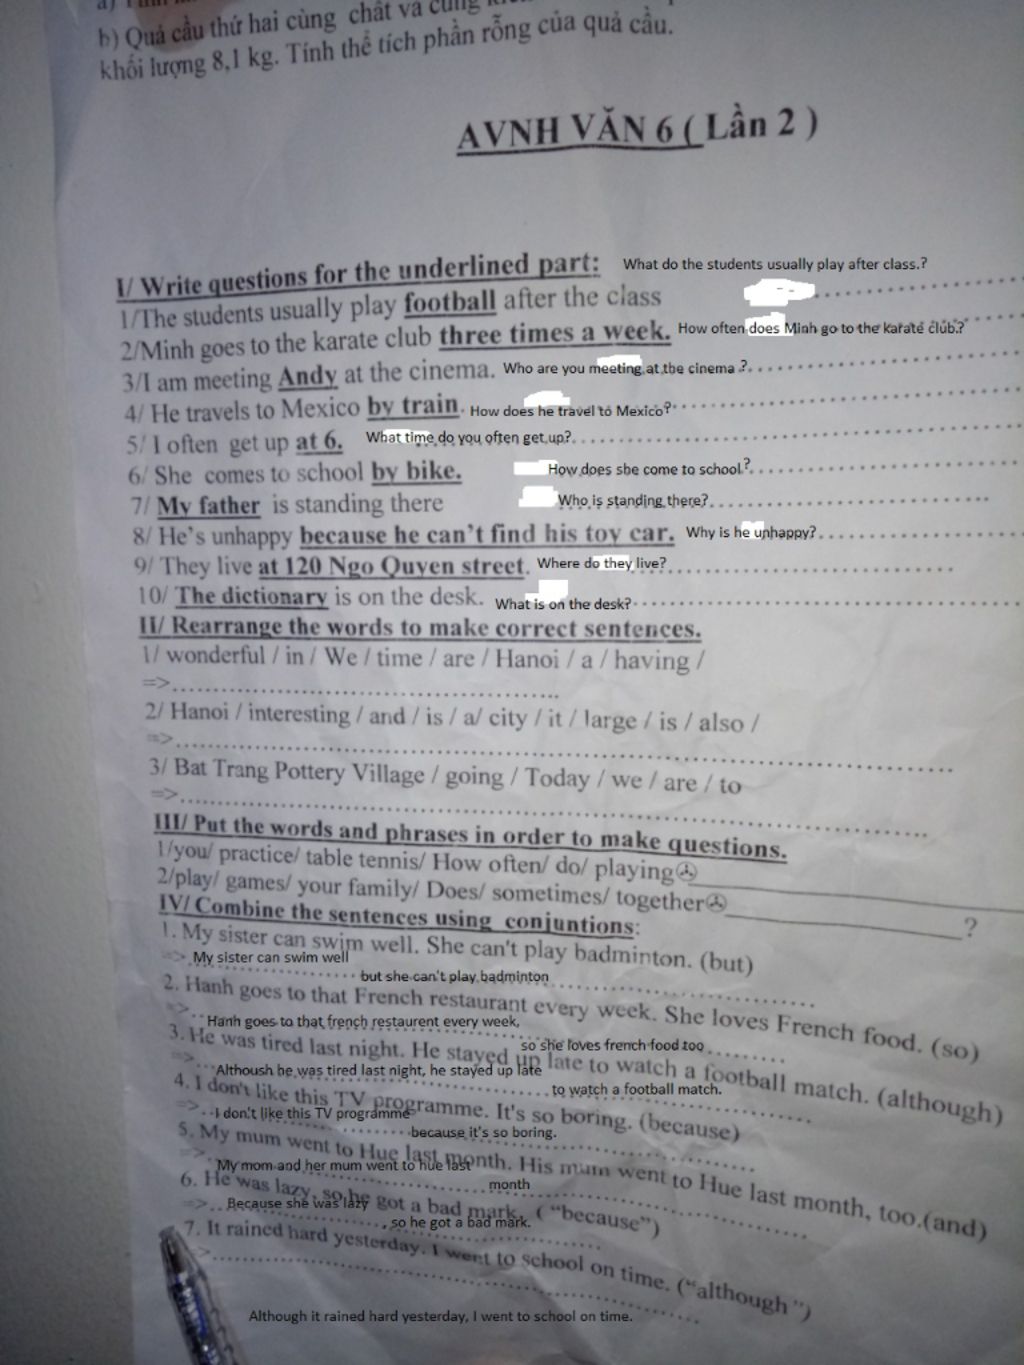 b) Quả cầu thứ hai cùng chất và cùng
khối lượng 8,1 kg. Tính thể tích phần rỗng của quả cầu.
AVNH VĂN 6 ( Lần 2 )
I/ Write questions for the underlined part: What do the students usually play after class.?
1/The students usually play football after the class
2/Minh goes to the karate club three times a week. How often does Minh go to the karate club.?
3/I am meeting Andy at the cinema. Who are you meeting at the cinema ?
4/ He travels to Mexico by train. How does he travel to Mexico?
5/ I often get up at 6. What time do you often get up?
6/ She comes to school by bike. How does she come to school.?
7/ My father is standing there Who is standing there?
8/ He's unhappy because he can't find his toy car. Why is he unhappy?
9/ They live at 120 Ngo Quyen street. Where do they live?
10/ The dictionary is on the desk. What is on the desk?
II/ Rearrange the words to make correct sentences.
1/ wonderful / in / We / time / are / Hanoi / a / having /
=>
2/ Hanoi / interesting / and / is / a/ city / it / large / is / also /
=>
3/ Bat Trang Pottery Village / going / Today / we / are / to
=>
III/ Put the words and phrases in order to make questions.
1/you/ practice/ table tennis/ How often/ do/ playing
2/play/ games/ your family/ Does/ sometimes/ together ?
IV/ Combine the sentences using conjuntions:
1. My sister can swim well. She can't play badminton. (but)
=> My sister can swim well
but she can't play badminton
2. Hanh goes to that French restaurant every week. She loves French food. (so)
=> Hanh goes to that french restaurent every week,
so she loves french food too
3. He was tired last night. He stayed up late to watch a football match. (although)
=> Althoush he was tired last night, he stayed up late
to watch a football match.
4. I don't like this TV programme. It's so boring. (because)
=> I don't like this TV programme
because it's so boring.
5. My mum went to Hue last month. His mum went to Hue last month, too.(and)
=> My mom and her mum went to hue last
month
6. He was lazy, so he got a bad mark. ( "because")
=> Because she was lazy
, so he got a bad mark.
7. It rained hard yesterday. I went to school on time. ("although")
=>
Although it rained hard yesterday, I went to school on time.